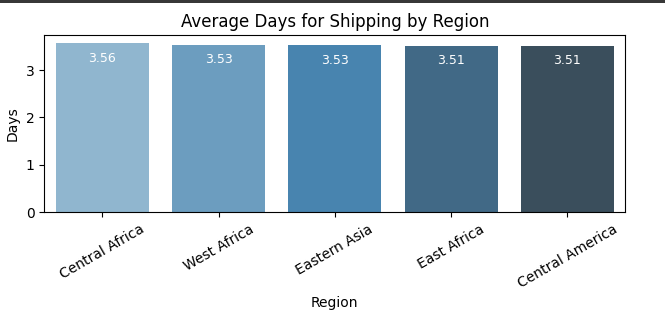 Average Days for Shipping by Region
3.56 3.53 3.53 3.51 3.51
3
2
1
0
Days
Central Africa West Africa Eastern Asia East Africa Central America
Region